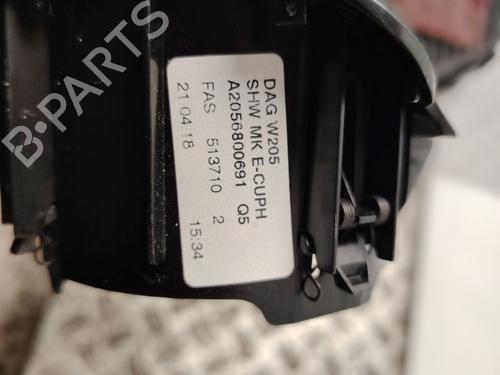 DAG W205
SHW MK E-CUPH
A2056800691 Q5
FAS 513710 2
21 04 18 15:34
B-PARTS